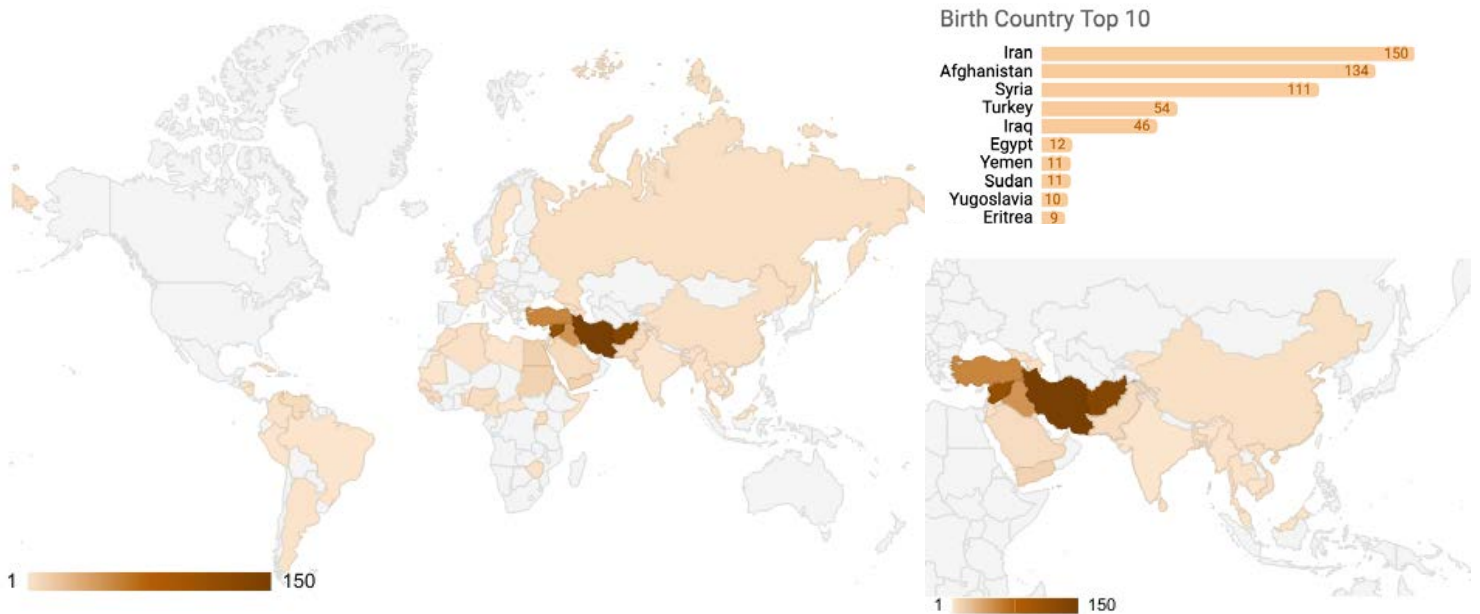 Birth Country Top 10
Iran 150
Afghanistan 134
Syria 111
Turkey 54
Iraq 46
Egypt 12
Yemen 11
Sudan 11
Yugoslavia 10
Eritrea 9
1 150
1 150